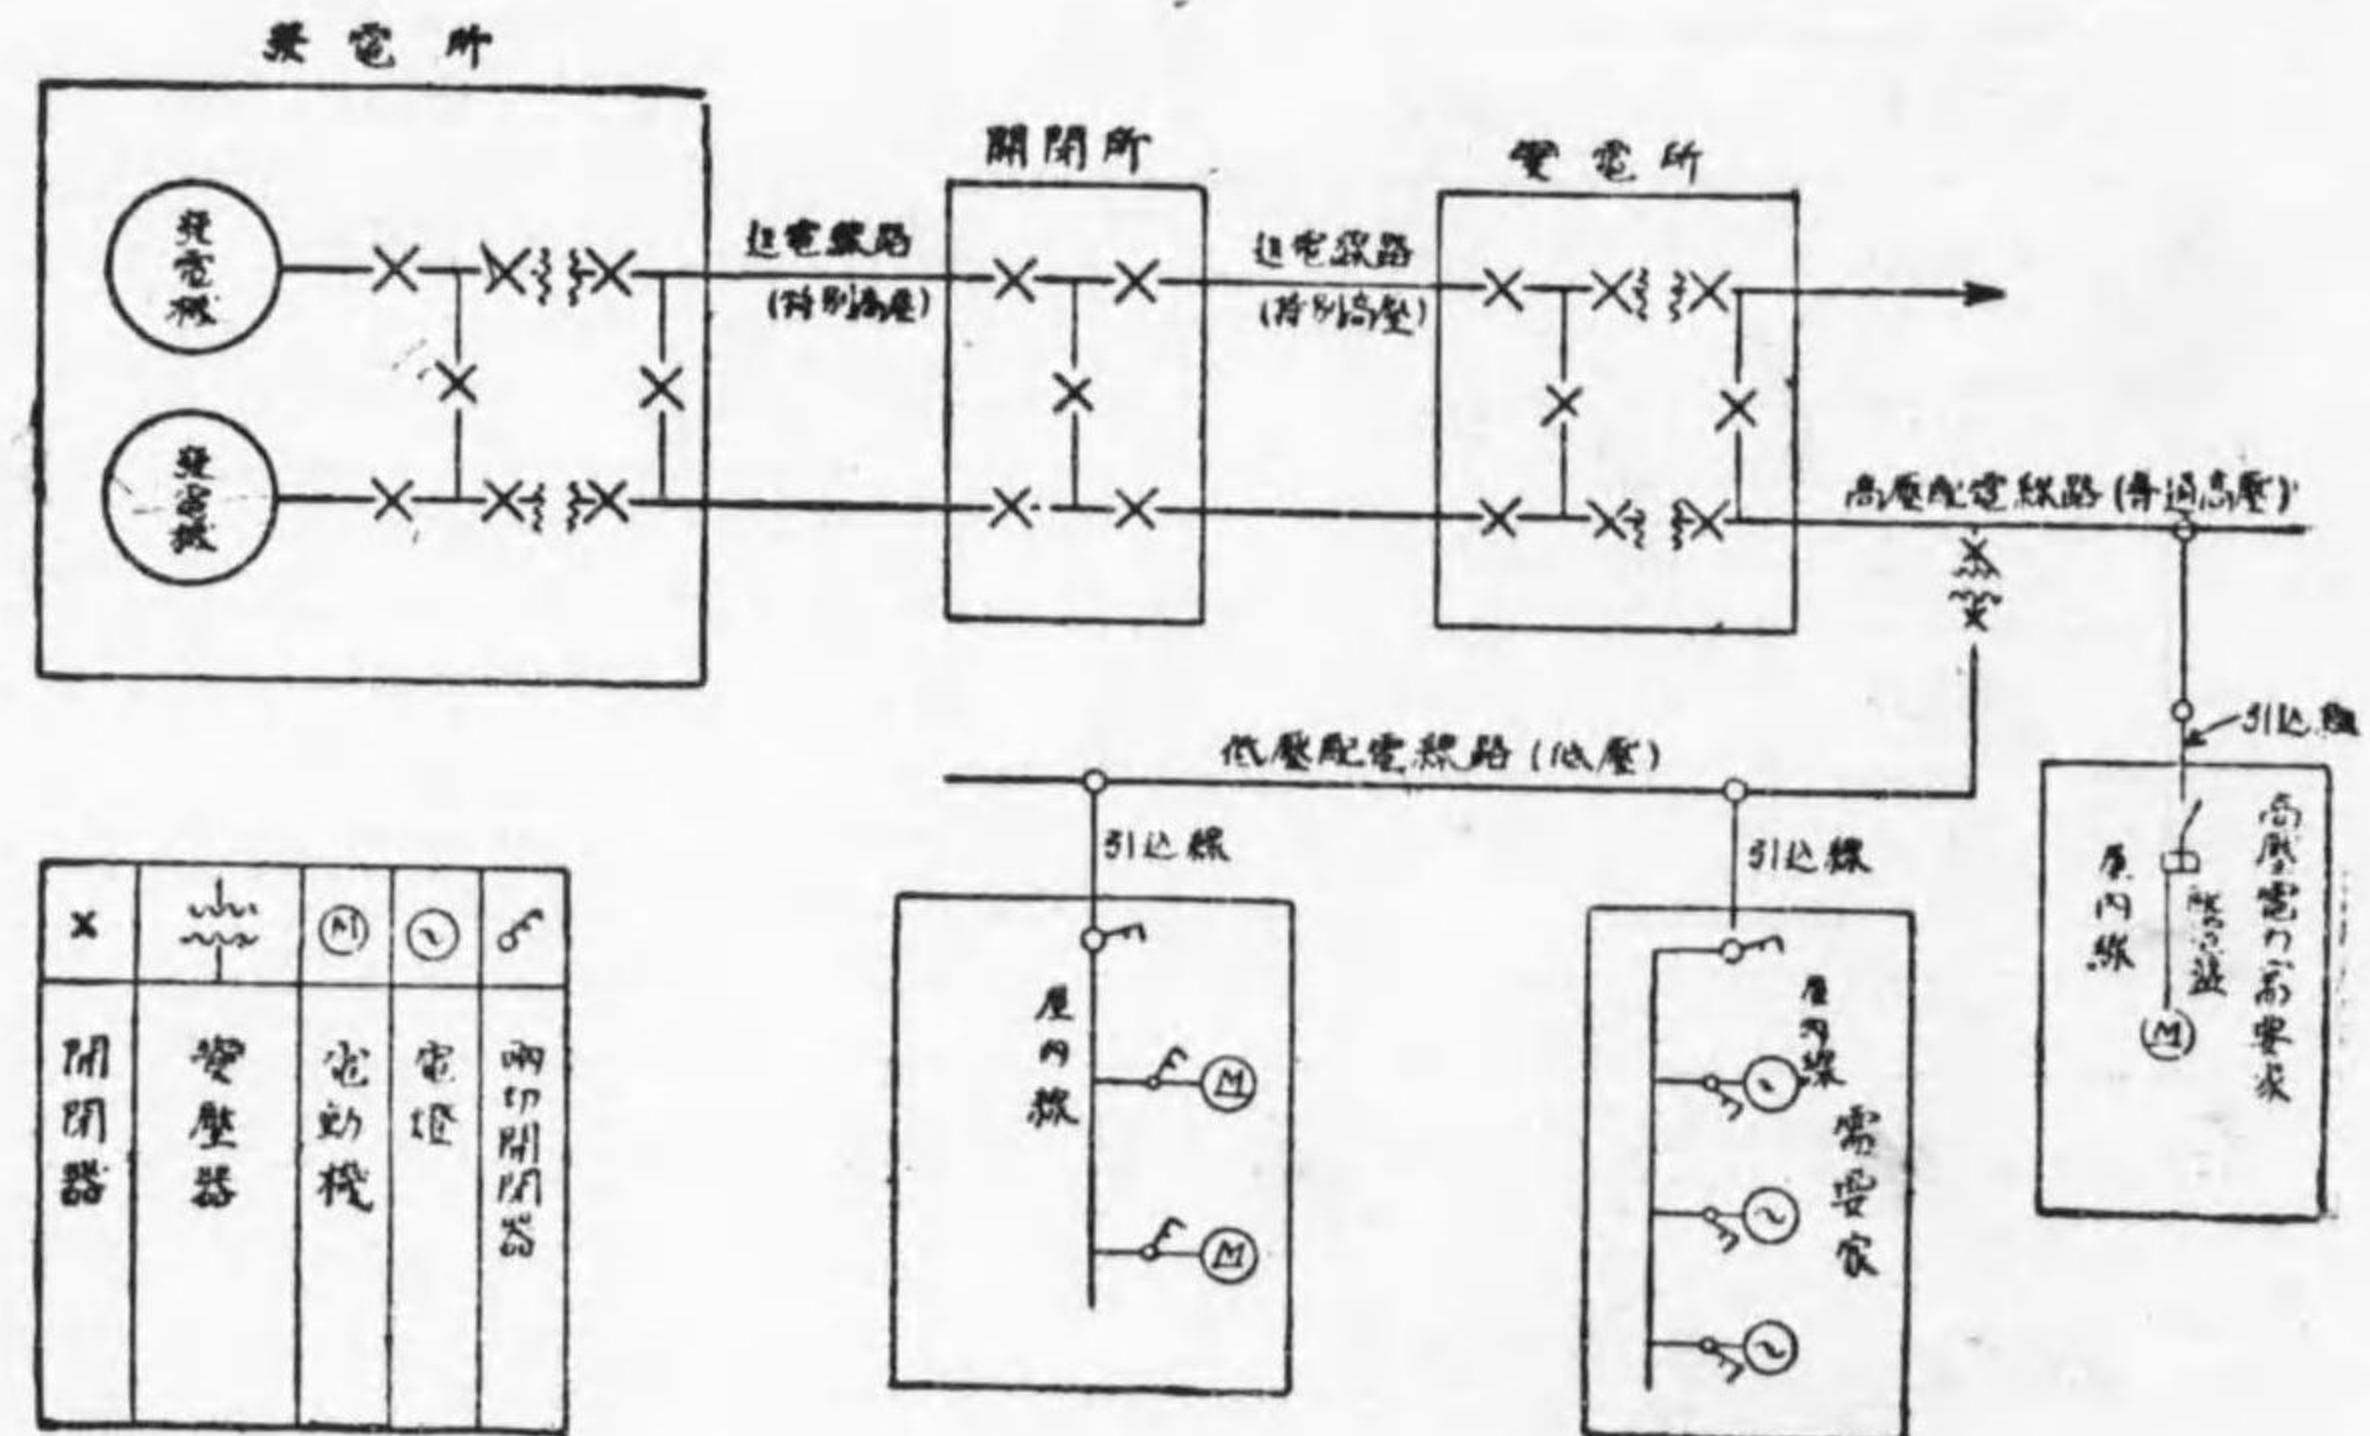 發電所
開閉所
變電所
發電機
發電機
送電線路
(特別高壓)
送電線路
(特別高壓)
高壓配電線路(普通高壓)
引込線
低壓配電線路(低壓)
引込線
引込線
屋内線
M
M
屋内線
需要家
高壓電力需要家
屋内線
M
M
開閉器
變壓器
電動機
電燈
兩切開閉器